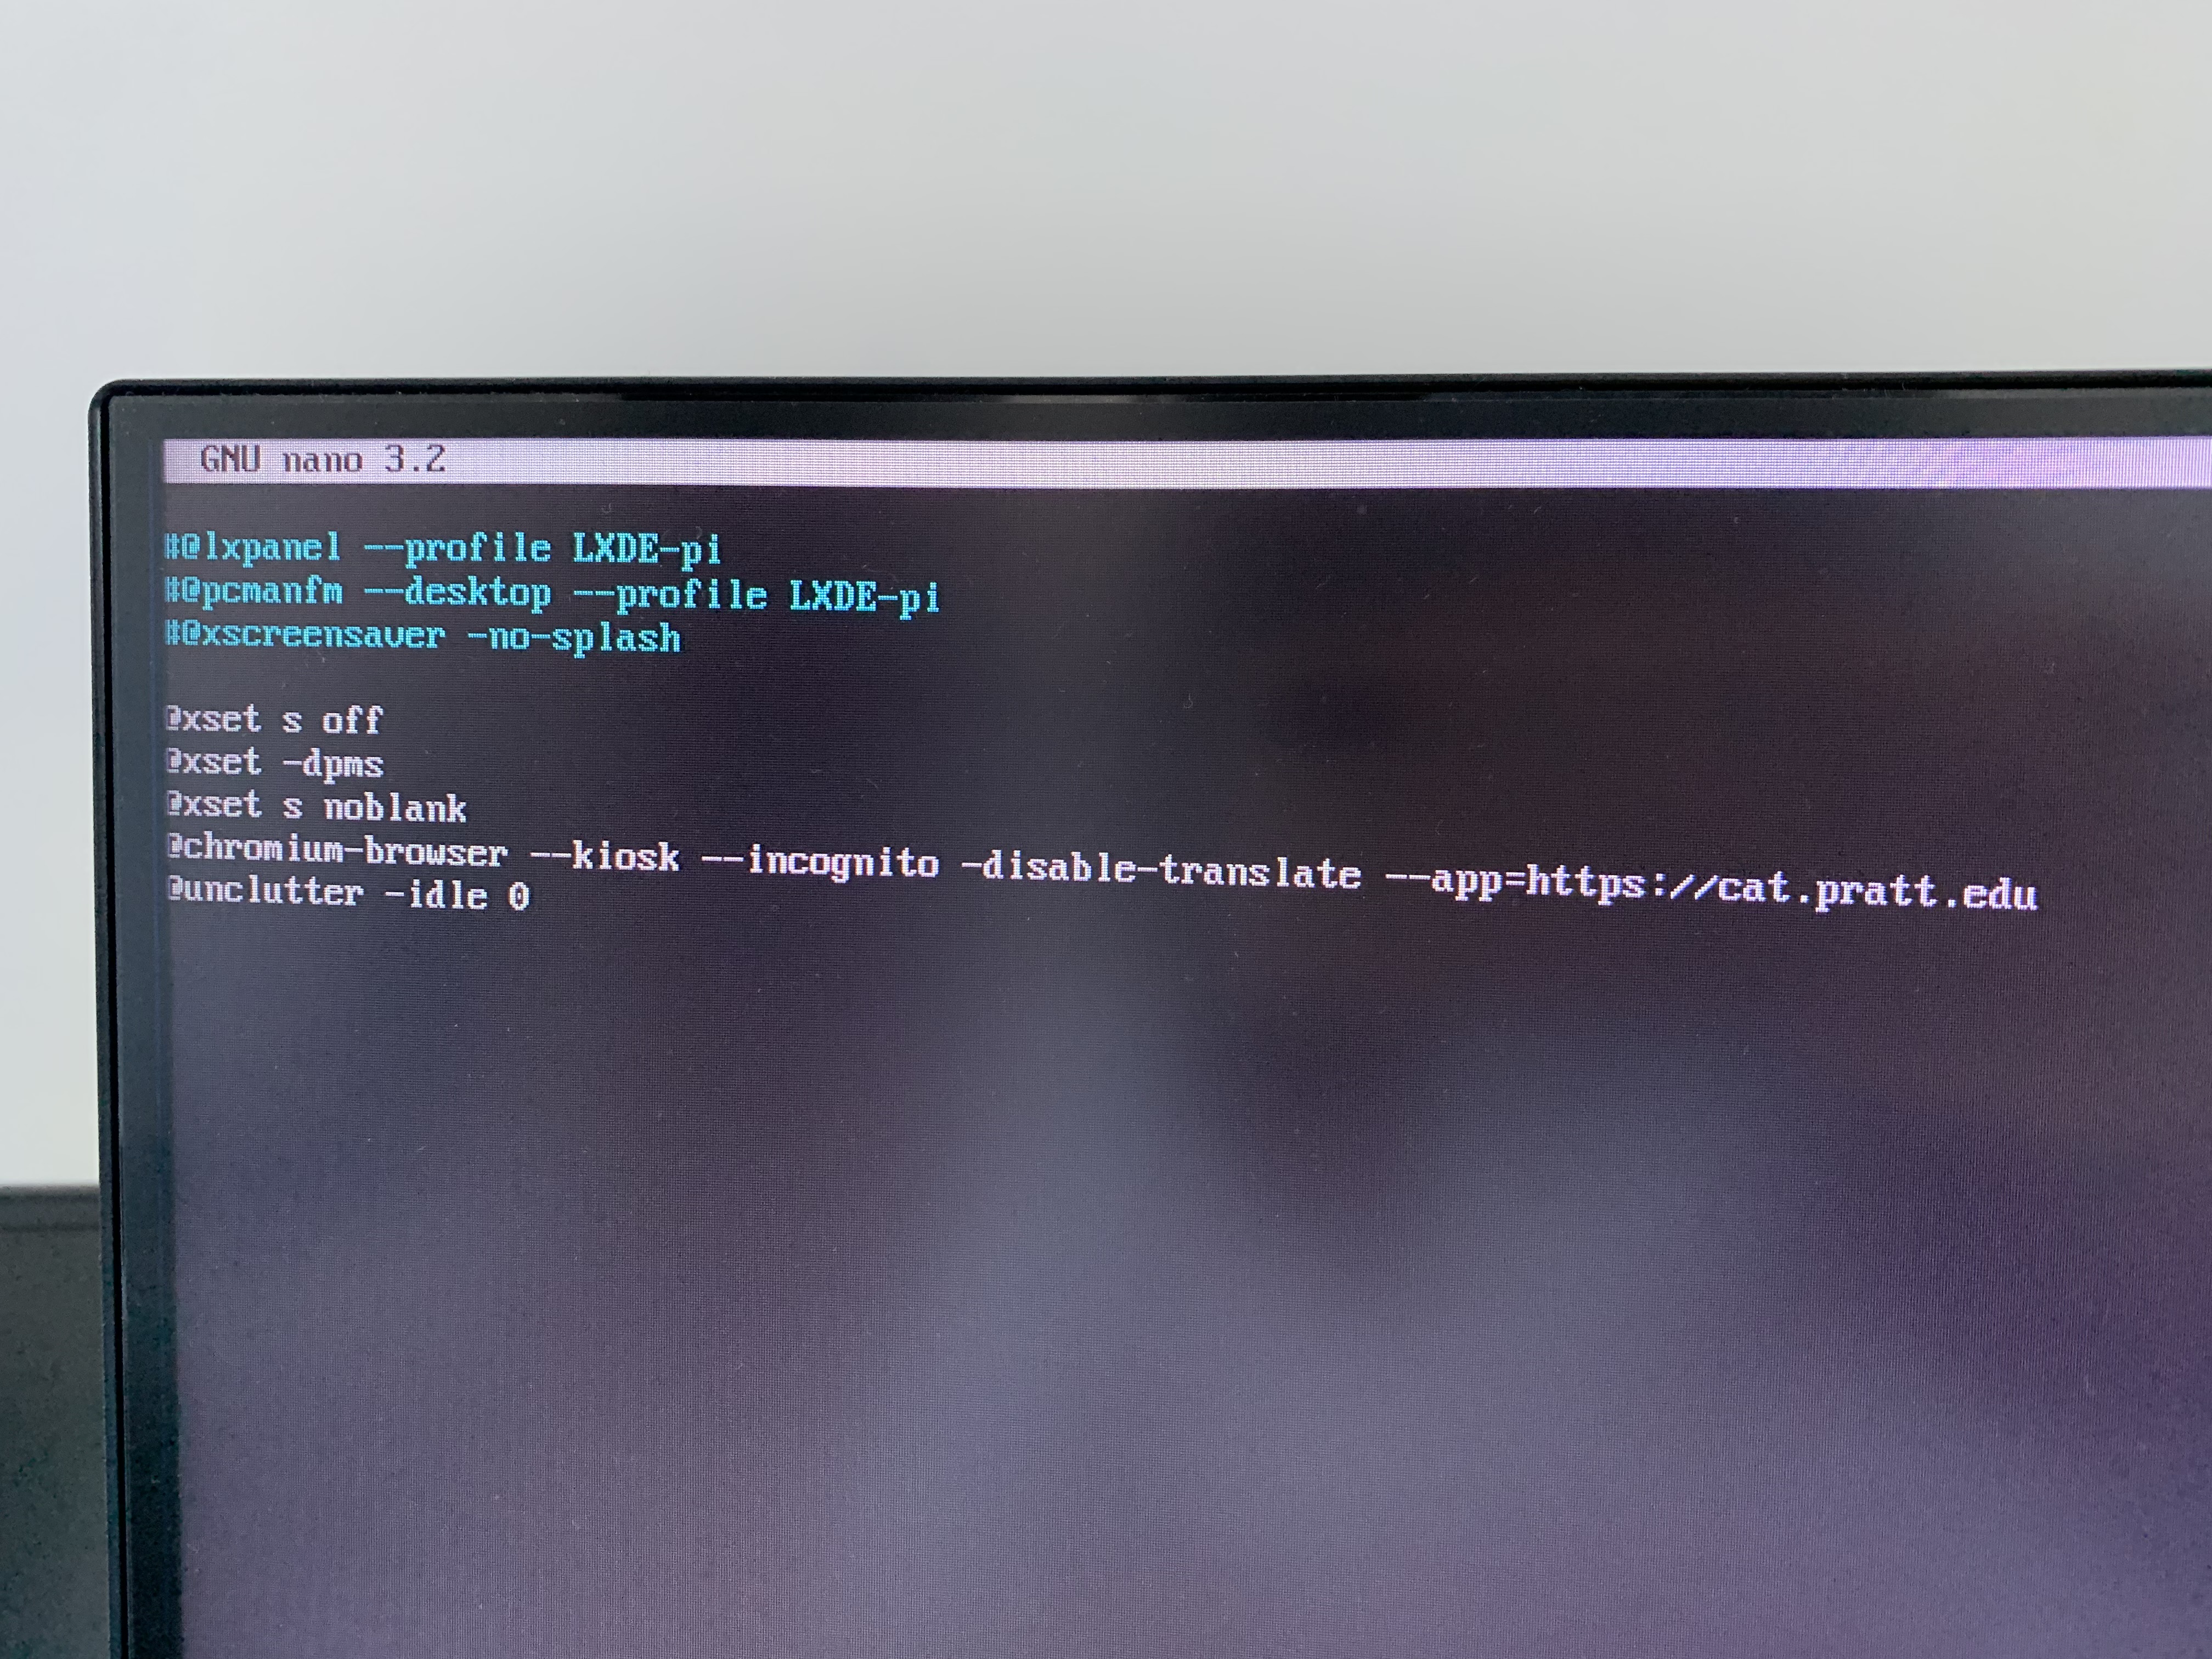 GNU nano 3.2
#@lxpanel --profile LXDE-pi
#@pcmanfm --desktop --profile LXDE-pi
#@xscreensaver -no-splash
@xset s off
@xset -dpms
@xset s noblank
@chromium-browser --kiosk --incognito -disable-translate --app=https://cat.pratt.edu
@unclutter -idle 0